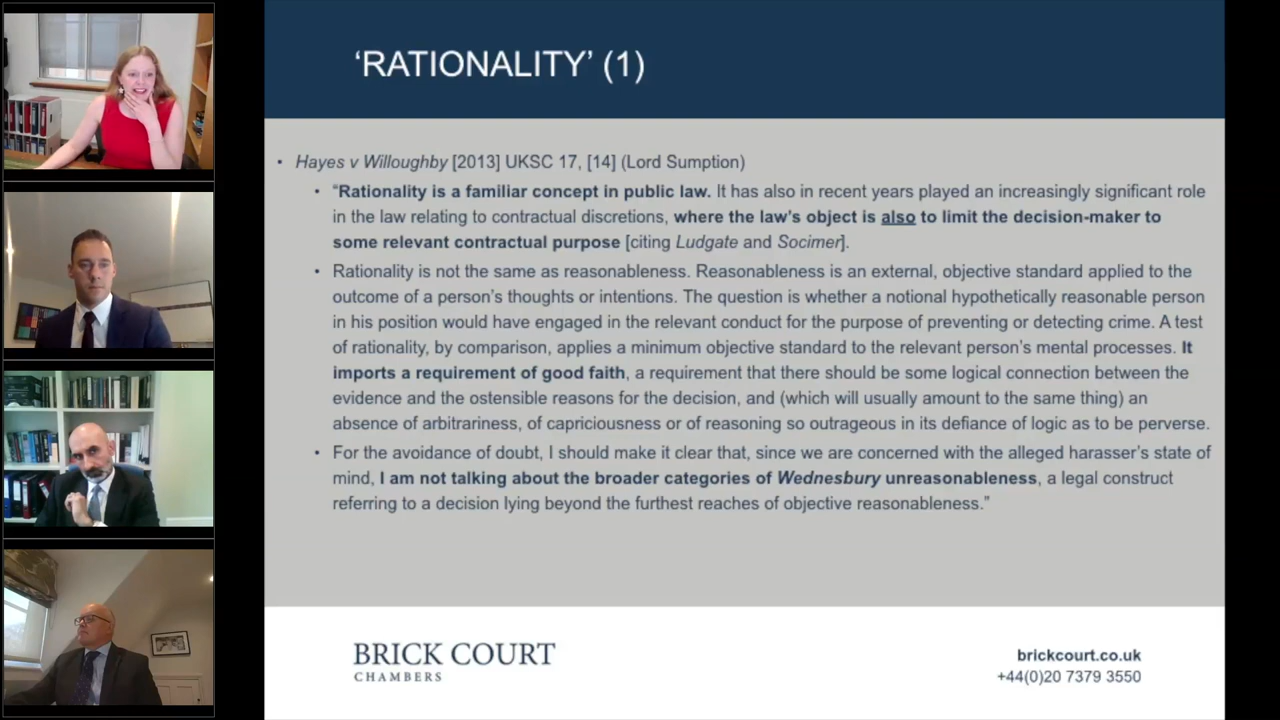 ‘RATIONALITY’ (1)
• Hayes v Willoughby [2013] UKSC 17, [14] (Lord Sumption)
• “Rationality is a familiar concept in public law. It has also in recent years played an increasingly significant role
in the law relating to contractual discretions, where the law’s object is also to limit the decision-maker to
some relevant contractual purpose [citing Ludgate and Socimer].
• Rationality is not the same as reasonableness. Reasonableness is an external, objective standard applied to the
outcome of a person’s thoughts or intentions. The question is whether a notional hypothetically reasonable person
in his position would have engaged in the relevant conduct for the purpose of preventing or detecting crime. A test
of rationality, by comparison, applies a minimum objective standard to the relevant person’s mental processes. It
imports a requirement of good faith, a requirement that there should be some logical connection between the
evidence and the ostensible reasons for the decision, and (which will usually amount to the same thing) an
absence of arbitrariness, of capriciousness or of reasoning so outrageous in its defiance of logic as to be perverse.
• For the avoidance of doubt, I should make it clear that, since we are concerned with the alleged harasser’s state of
mind, I am not talking about the broader categories of Wednesbury unreasonableness, a legal construct
referring to a decision lying beyond the furthest reaches of objective reasonableness.”
BRICK COURT
CHAMBERS
brickcourt.co.uk
+44(0)20 7379 3550